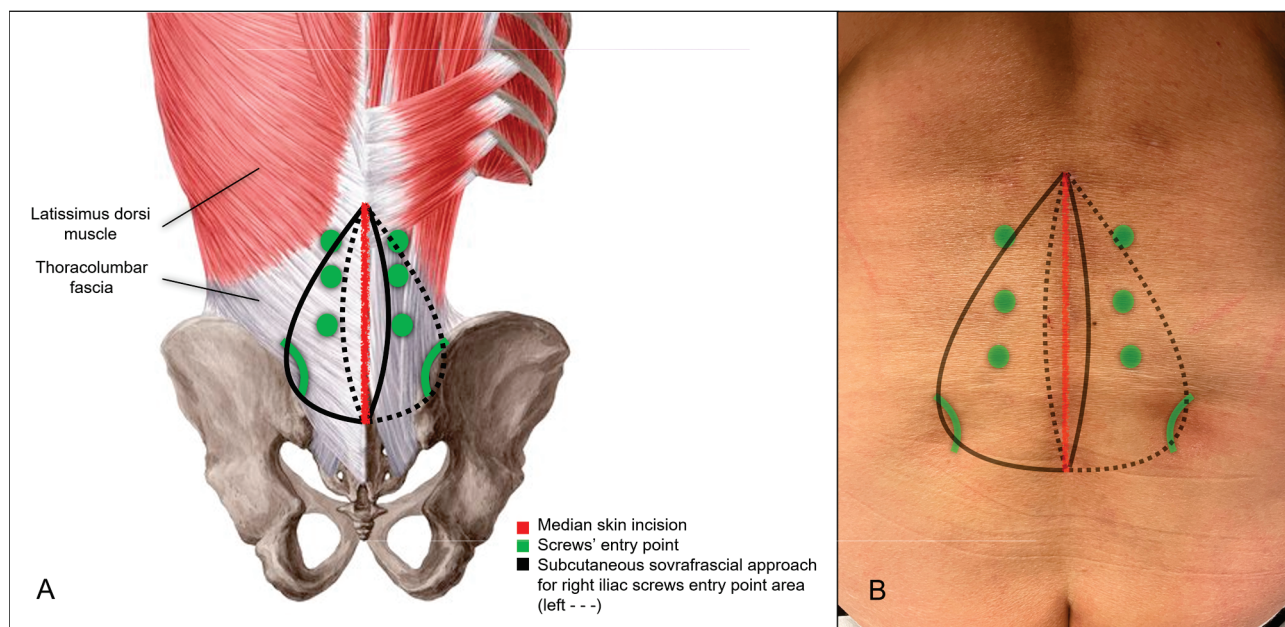 Latissimus dorsi
muscle
Thoracolumbar
fascia
Median skin incision
Screws' entry point
Subcutaneous sovrafrascial approach
for right iliac screws entry point area
(left - - -)
A
B